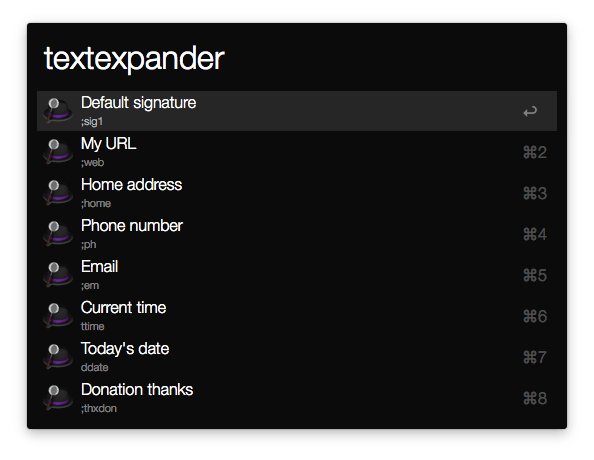 textexpander
Default signature
;sig1
↩
My URL
;web
⌘2
Home address
;home
⌘3
Phone number
;ph
⌘4
Email
;em
⌘5
Current time
ttime
⌘6
Today's date
ddate
⌘7
Donation thanks
;thxdon
⌘8